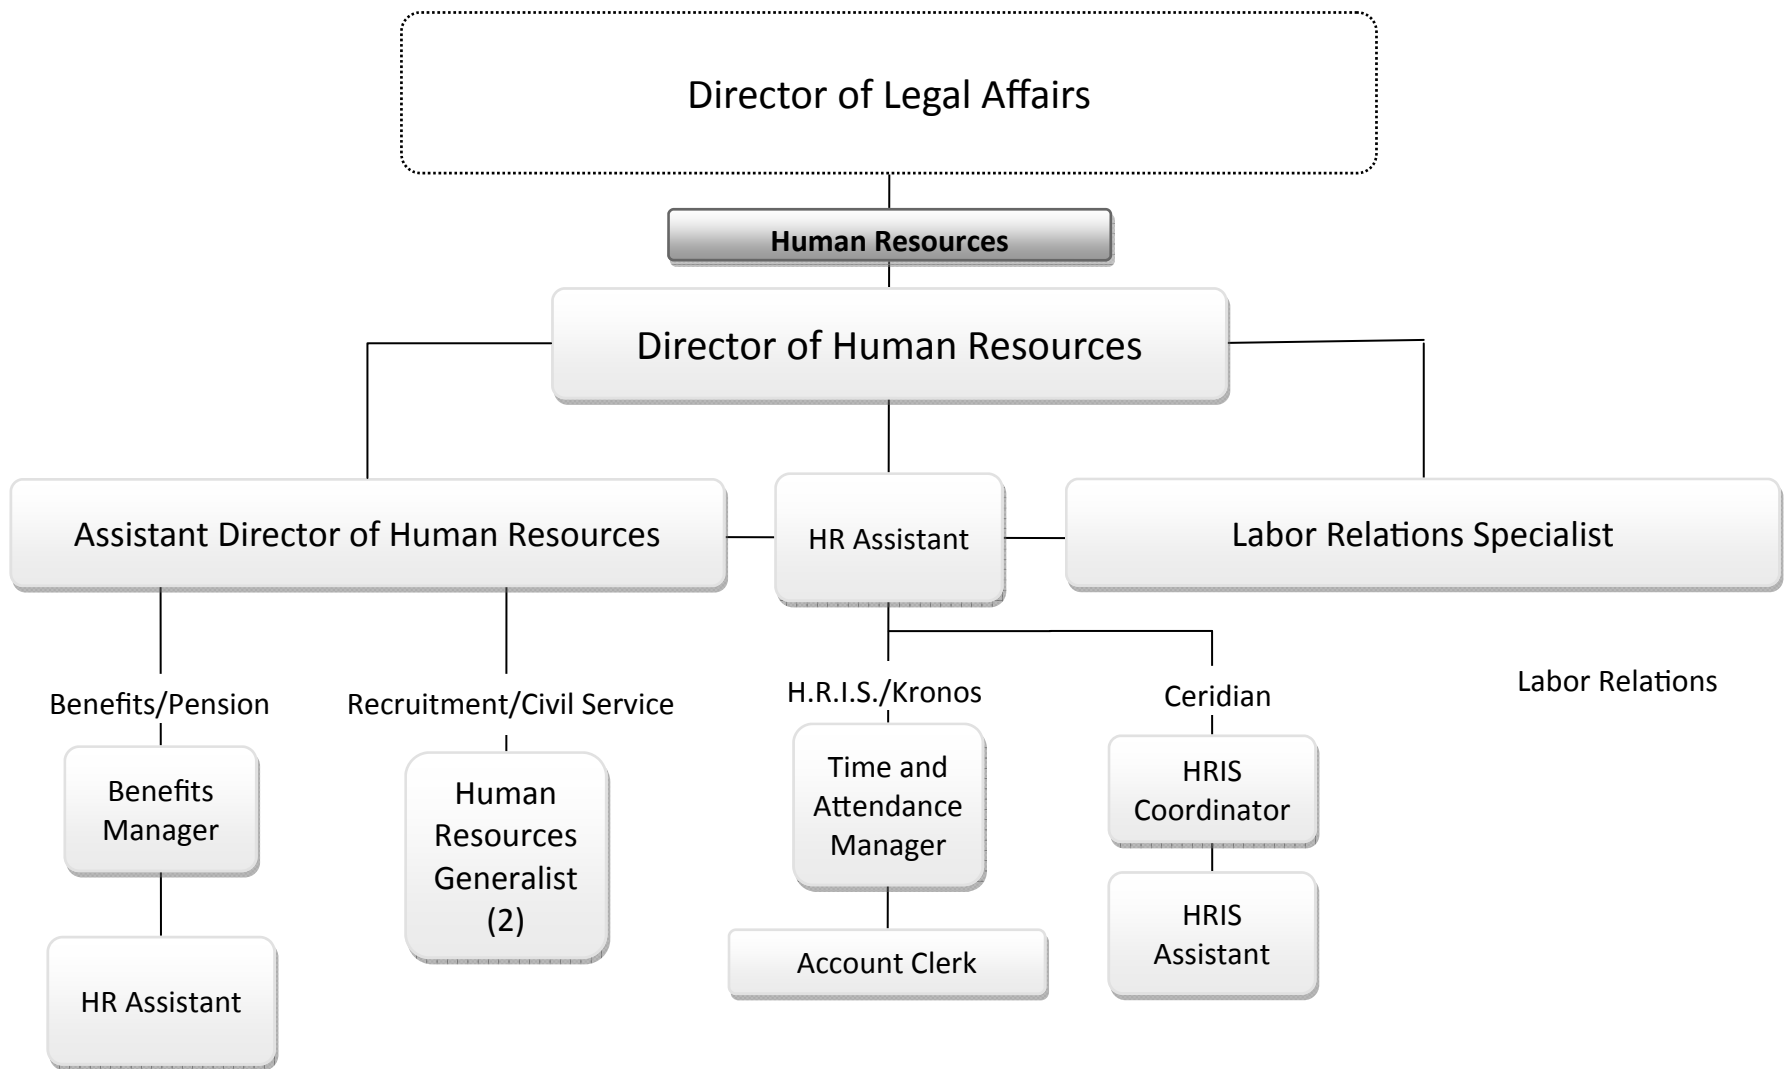 Director of Legal Affairs
Human Resources
Director of Human Resources
Assistant Director of Human Resources
HR Assistant
Labor Relations Specialist
Benefits/Pension
Recruitment/Civil Service
H.R.I.S./Kronos
Ceridian
Labor Relations
Benefits
Manager
Human
Resources
Generalist
(2)
Time and
Attendance
Manager
HRIS
Coordinator
HR Assistant
Account Clerk
HRIS
Assistant